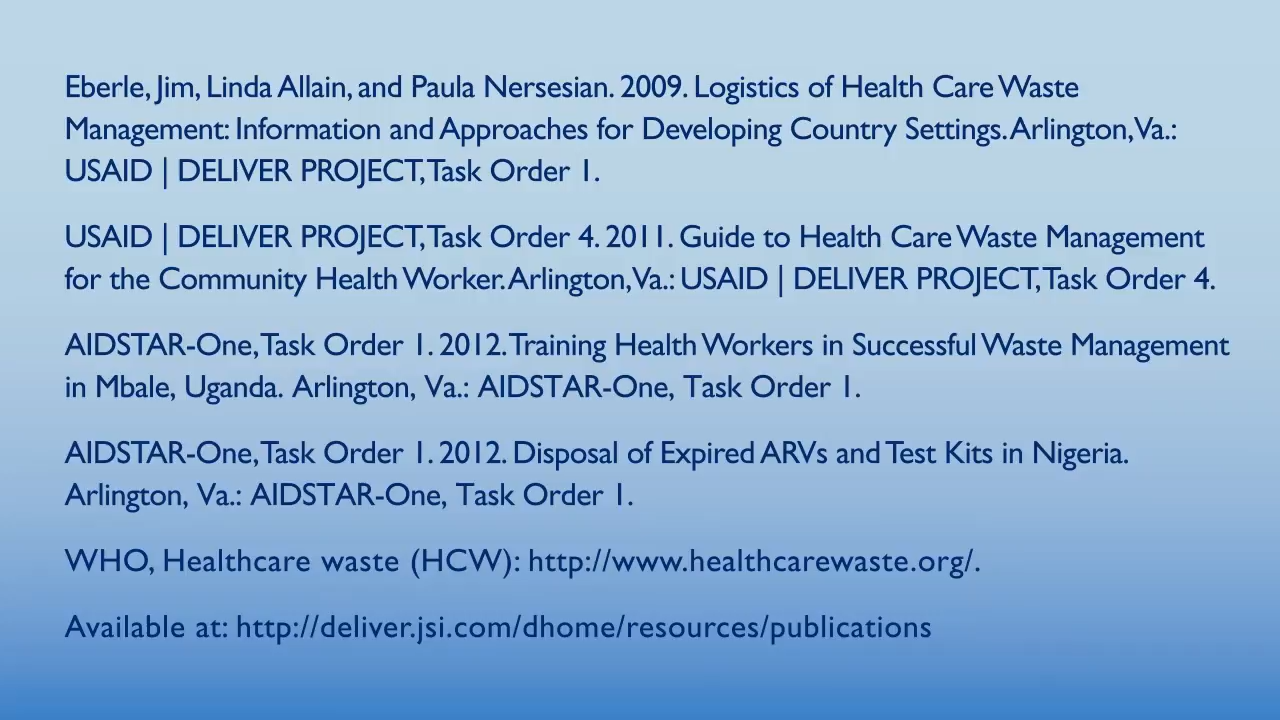 Eberle, Jim, Linda Allain, and Paula Nersesian. 2009. Logistics of Health Care Waste
Management: Information and Approaches for Developing Country Settings. Arlington, Va.:
USAID | DELIVER PROJECT, Task Order 1.
USAID | DELIVER PROJECT, Task Order 4. 2011. Guide to Health Care Waste Management
for the Community Health Worker. Arlington, Va.: USAID | DELIVER PROJECT, Task Order 4.
AIDSTAR-One, Task Order 1. 2012. Training Health Workers in Successful Waste Management
in Mbale, Uganda. Arlington, Va.: AIDSTAR-One, Task Order 1.
AIDSTAR-One, Task Order 1. 2012. Disposal of Expired ARVs and Test Kits in Nigeria.
Arlington, Va.: AIDSTAR-One, Task Order 1.
WHO, Healthcare waste (HCW): http://www.healthcarewaste.org/.
Available at: http://deliver.jsi.com/dhome/resources/publications